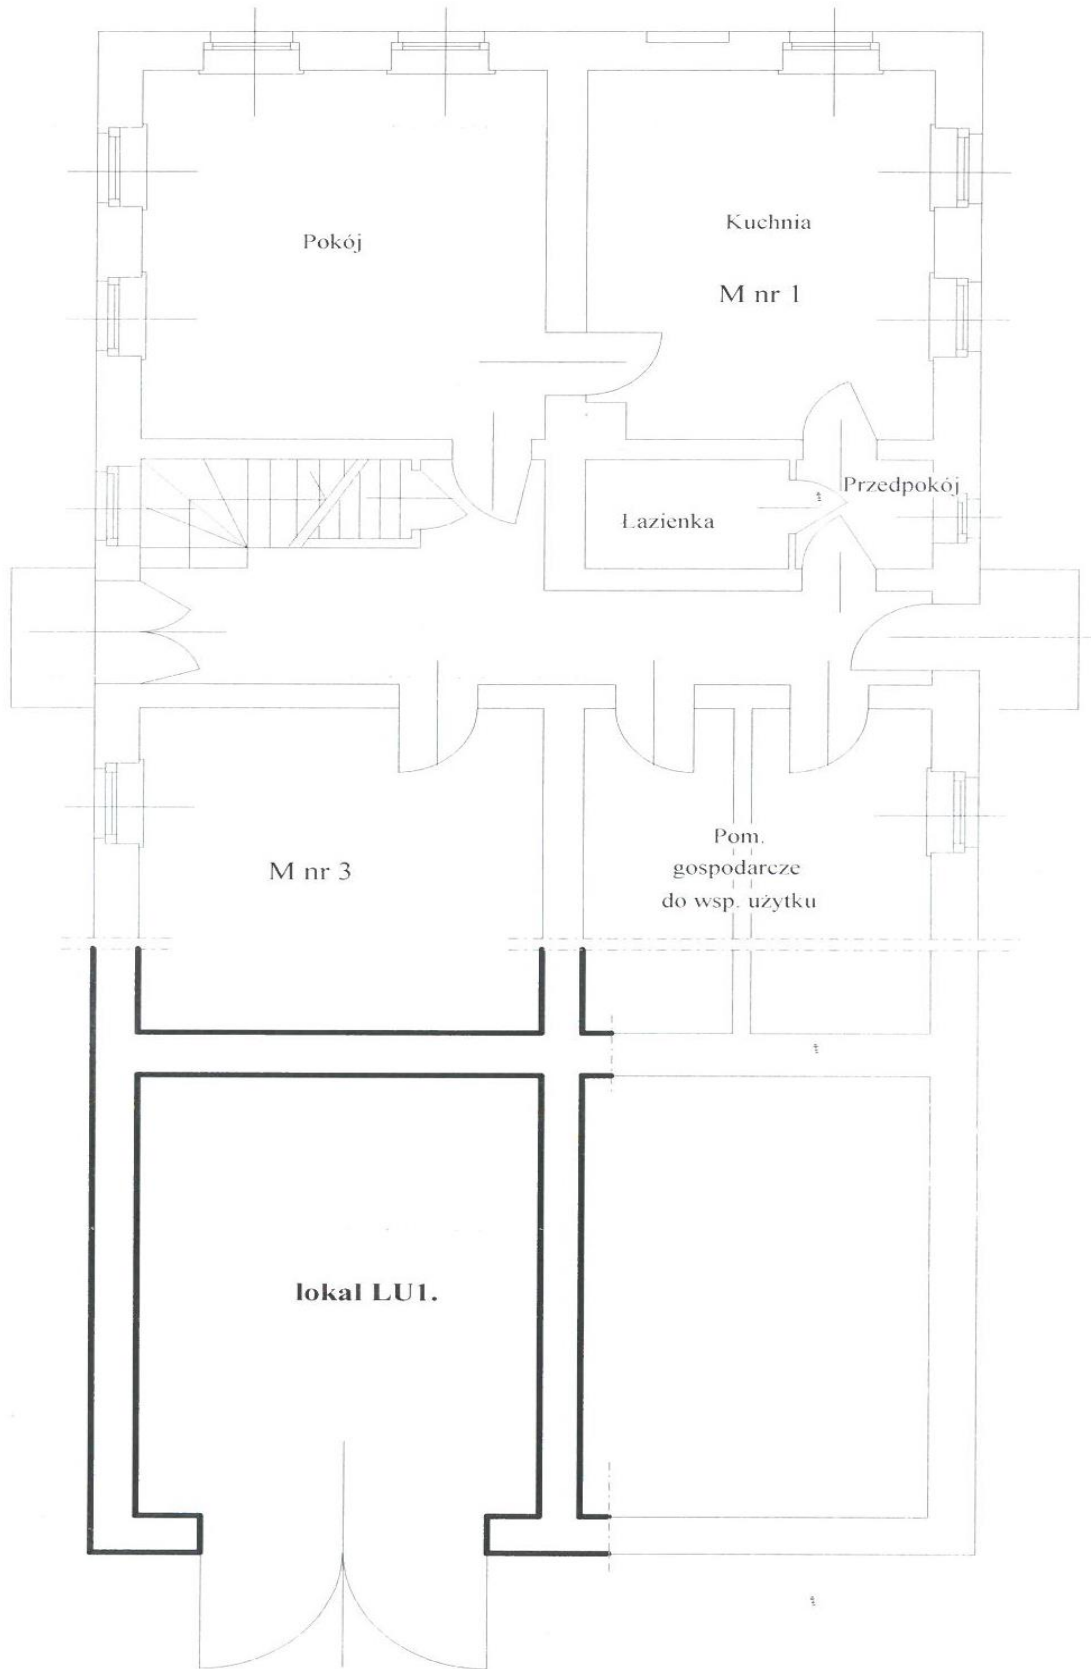 Pokój
Kuchnia
M nr 1
Przedpokój
Łazienka
M nr 3
Pom.
gospodarcze
do wsp. użytku
lokal LU1.